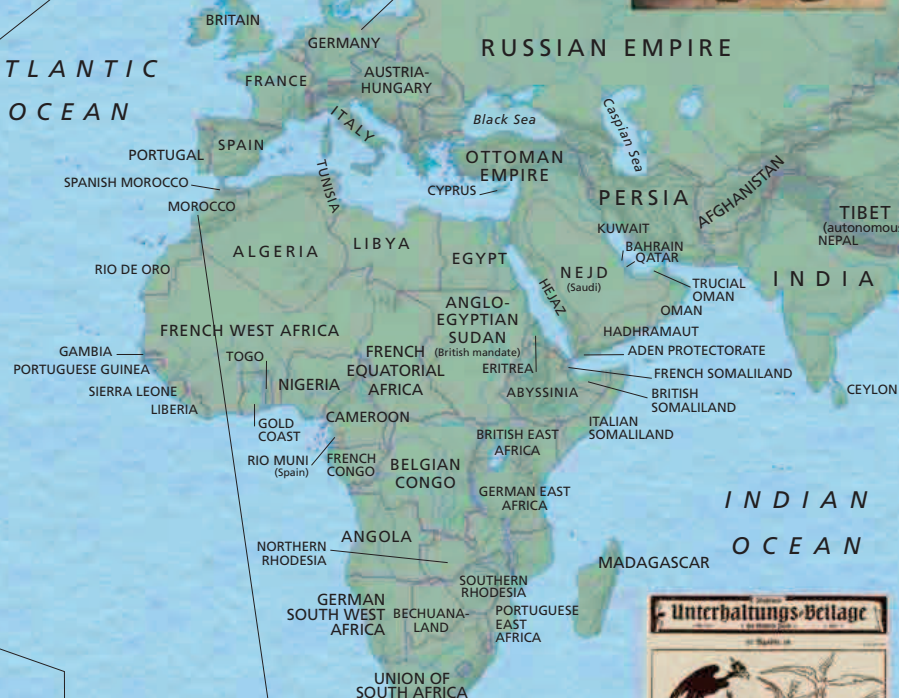 BRITAIN
GERMANY
RUSSIAN EMPIRE
TLANTIC
OCEAN
FRANCE
AUSTRIA-
HUNGARY
ITALY
Black Sea
Caspian Sea
PORTUGAL
SPAIN
OTTOMAN
EMPIRE
SPANISH MOROCCO
TUNISIA
CYPRUS
PERSIA
AFGHANISTAN
MOROCCO
TIBET
(autonomous
NEPAL
KUWAIT
BAHRAIN
QATAR
ALGERIA
LIBYA
EGYPT
RIO DE ORO
NEJD
(Saudi)
HEJAZ
INDIA
TRUCIAL
OMAN
OMAN
ANGLO-
EGYPTIAN
SUDAN
(British mandate)
HADHRAMAUT
FRENCH WEST AFRICA
GAMBIA
TOGO
FRENCH
EQUATORIAL
AFRICA
ADEN PROTECTORATE
PORTUGUESE GUINEA
ERITREA
FRENCH SOMALILAND
SIERRA LEONE
NIGERIA
ABYSSINIA
BRITISH
SOMALILAND
CEYLON
LIBERIA
GOLD
COAST
CAMEROON
ITALIAN
SOMALILAND
RIO MUNI
(Spain)
FRENCH
CONGO
BELGIAN
CONGO
BRITISH EAST
AFRICA
GERMAN EAST
AFRICA
INDIAN
OCEAN
ANGOLA
NORTHERN
RHODESIA
MADAGASCAR
SOUTHERN
RHODESIA
GERMAN
SOUTH WEST
AFRICA
BECHUANA-
LAND
PORTUGUESE
EAST
AFRICA
UNION OF
SOUTH AFRICA
Unterhaltungs-Beilage